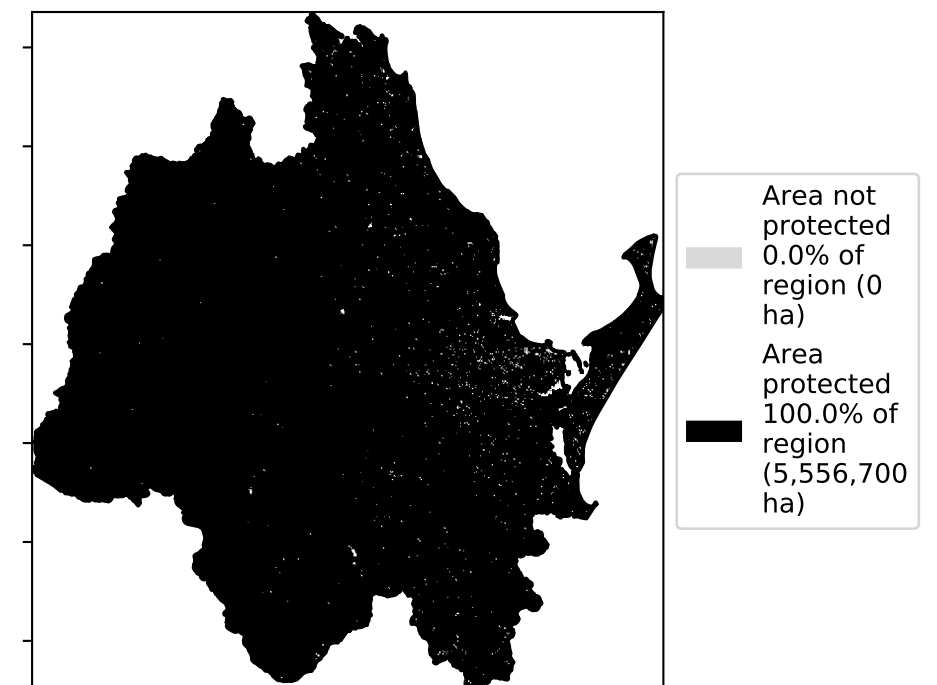 Area not
protected
0.0% of
region (0
ha)
Area
protected
100.0% of
region
(5,556,700
ha)